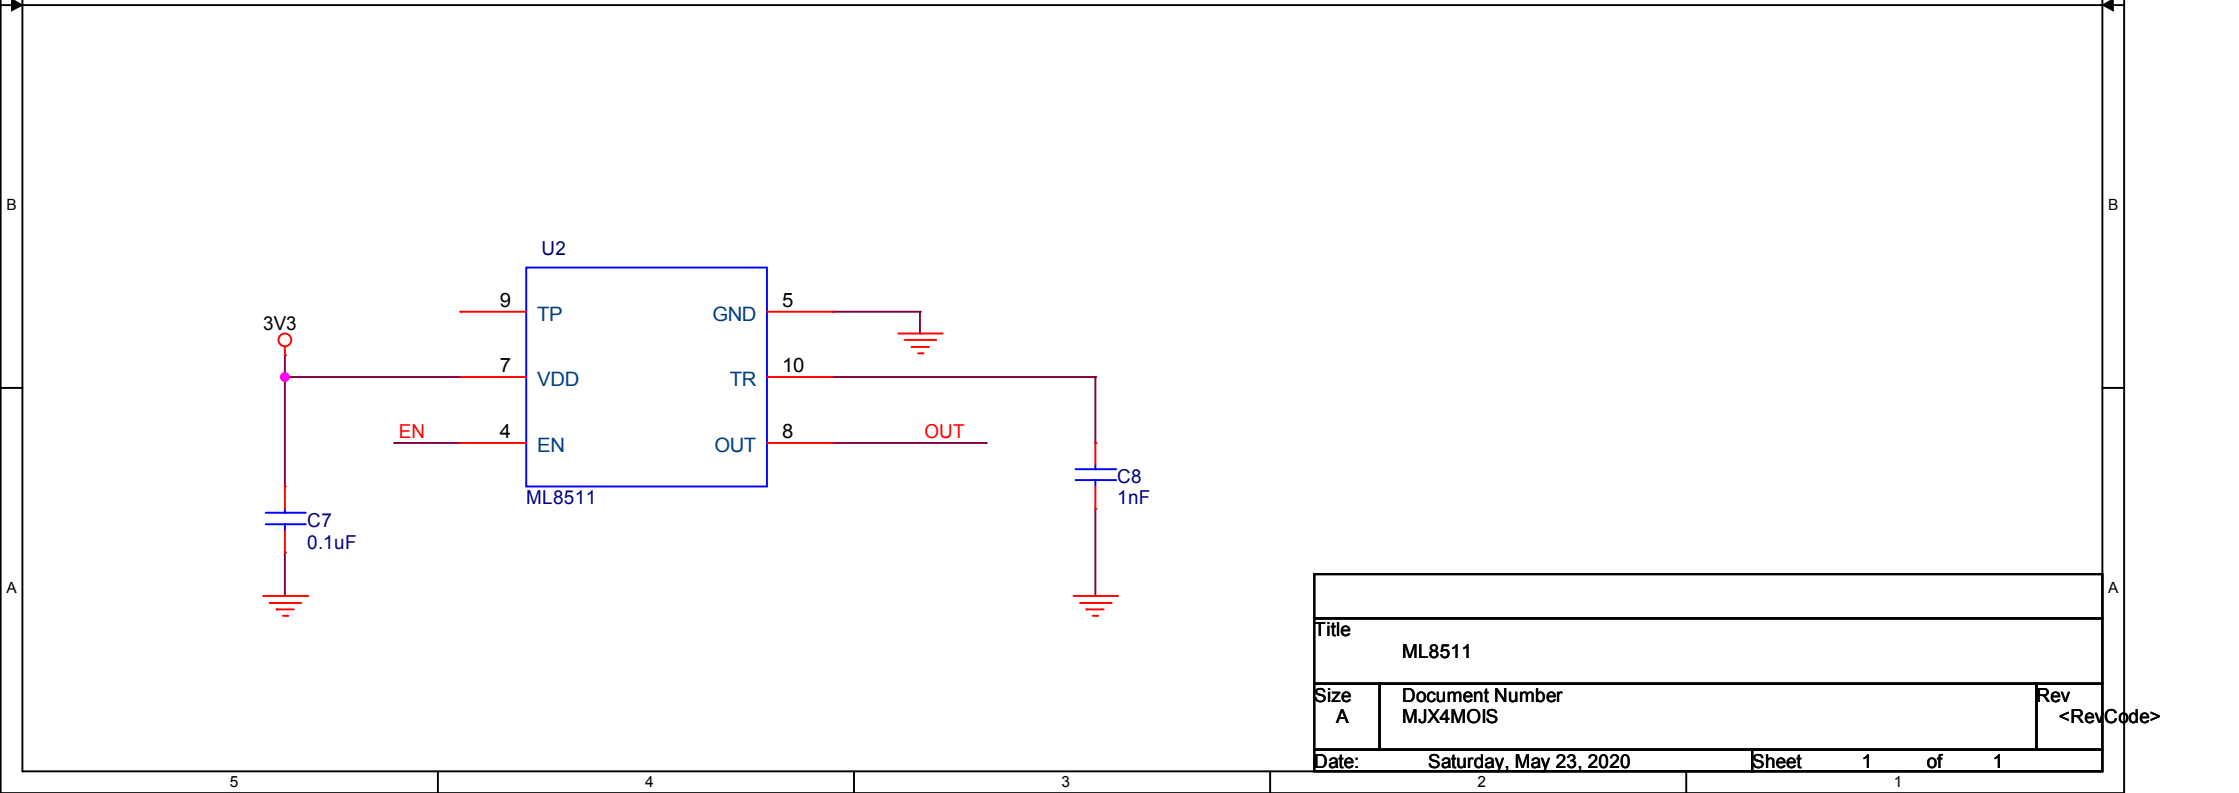 B
B
U2
9
TP
GND
5
3V3
7
VDD
TR
10
EN
4
EN
OUT
8
OUT
ML8511
C8
1nF
C7
0.1uF
A
A
Title
ML8511
Size
A
Document Number
MJX4MOIS
Rev
<RevCode>
Date:
Saturday, May 23, 2020
Sheet 1 of 1
5
4
3
2
1